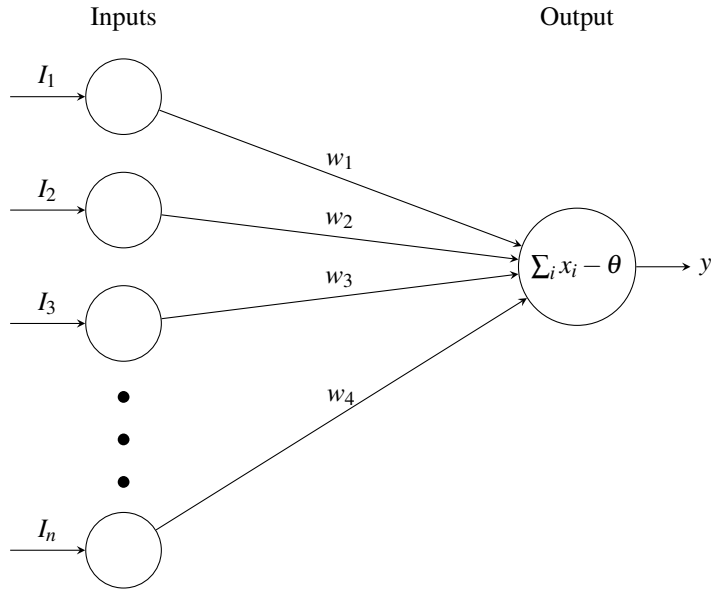 Inputs Output
I₁
I₂
I₃
Iₙ
w₁
w₂
w₃
w₄
∑ᵢ xᵢ − θ
y